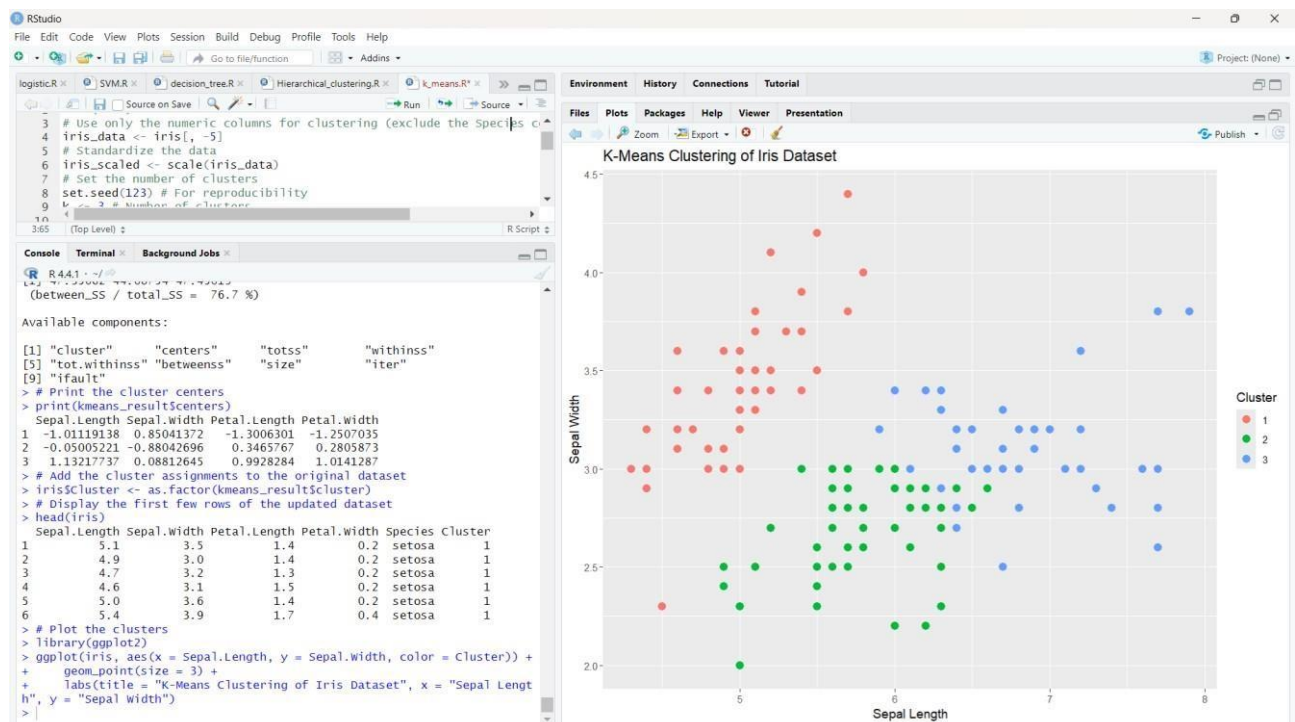 RStudio
File Edit Code View Plots Session Build Debug Profile Tools Help
Go to file/function
Addins
Project: (None)
logistic.R
SVM.R
decision_tree.R
Hierarchical_clustering.R
k_means.R*
Source on Save
Run
Source
3 # Use only the numeric columns for clustering (exclude the Species c
4 iris_data <- iris[, -5]
5 # Standardize the data
6 iris_scaled <- scale(iris_data)
7 # Set the number of clusters
8 set.seed(123) # For reproducibility
9 k <- 3 # Number of clusters
10
3:65 (Top Level)
R Script
Console Terminal Background Jobs
R 4.4.1 · ~/
(between_SS / total_SS = 76.7 %)
Available components:
[1] "cluster" "centers" "totss" "withinss"
[5] "tot.withinss" "betweenss" "size" "iter"
[9] "ifault"
> # Print the cluster centers
> print(kmeans_result$centers)
Sepal.Length Sepal.Width Petal.Length Petal.Width
1 -1.01119138 0.85041372 -1.3006301 -1.2507035
2 -0.05005221 -0.88042696 0.3465767 0.2805873
3 1.13217737 0.08812645 0.9928284 1.0141287
> # Add the cluster assignments to the original dataset
> iris$Cluster <- as.factor(kmeans_result$cluster)
> # Display the first few rows of the updated dataset
> head(iris)
Sepal.Length Sepal.Width Petal.Length Petal.Width Species Cluster
1 5.1 3.5 1.4 0.2 setosa 1
2 4.9 3.0 1.4 0.2 setosa 1
3 4.7 3.2 1.3 0.2 setosa 1
4 4.6 3.1 1.5 0.2 setosa 1
5 5.0 3.6 1.4 0.2 setosa 1
6 5.4 3.9 1.7 0.4 setosa 1
> # Plot the clusters
> library(ggplot2)
> ggplot(iris, aes(x = Sepal.Length, y = Sepal.Width, color = Cluster)) +
+ geom_point(size = 3) +
+ labs(title = "K-Means Clustering of Iris Dataset", x = "Sepal Lengt
h", y = "Sepal Width")
>
Environment History Connections Tutorial
Files Plots Packages Help Viewer Presentation
Zoom Export Publish
K-Means Clustering of Iris Dataset
4.5
4.0
3.5
3.0
2.5
2.0
Sepal Width
5 6 7 8
Sepal Length
Cluster
1
2
3